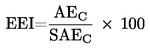 EEI = AE_C / SAE_C × 100